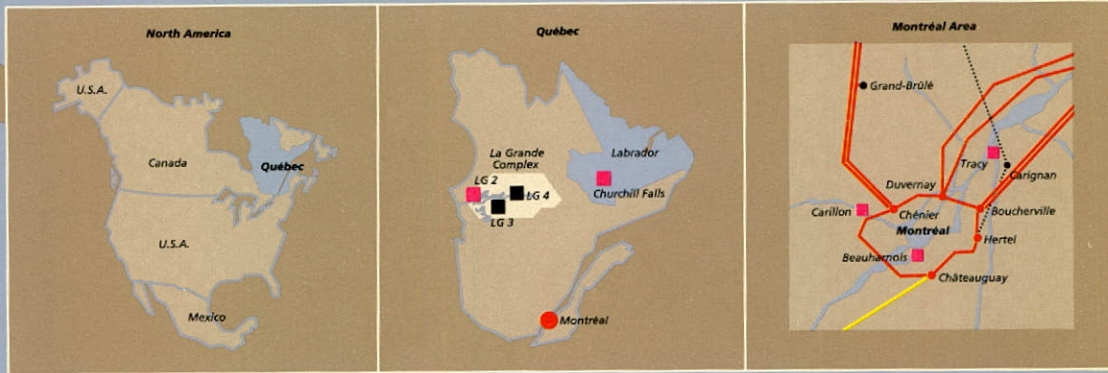 North America
U.S.A.
Canada
Québec
U.S.A.
Mexico
Québec
La Grande
Complex
Labrador
LG 2
LG 4
Churchill Falls
LG 3
Montréal
Montréal Area
Grand-Brûlé
Tracy
Carignan
Duvernay
Carillon
Chénier
Boucherville
Montréal
Hertel
Beauharnois
Châteauguay